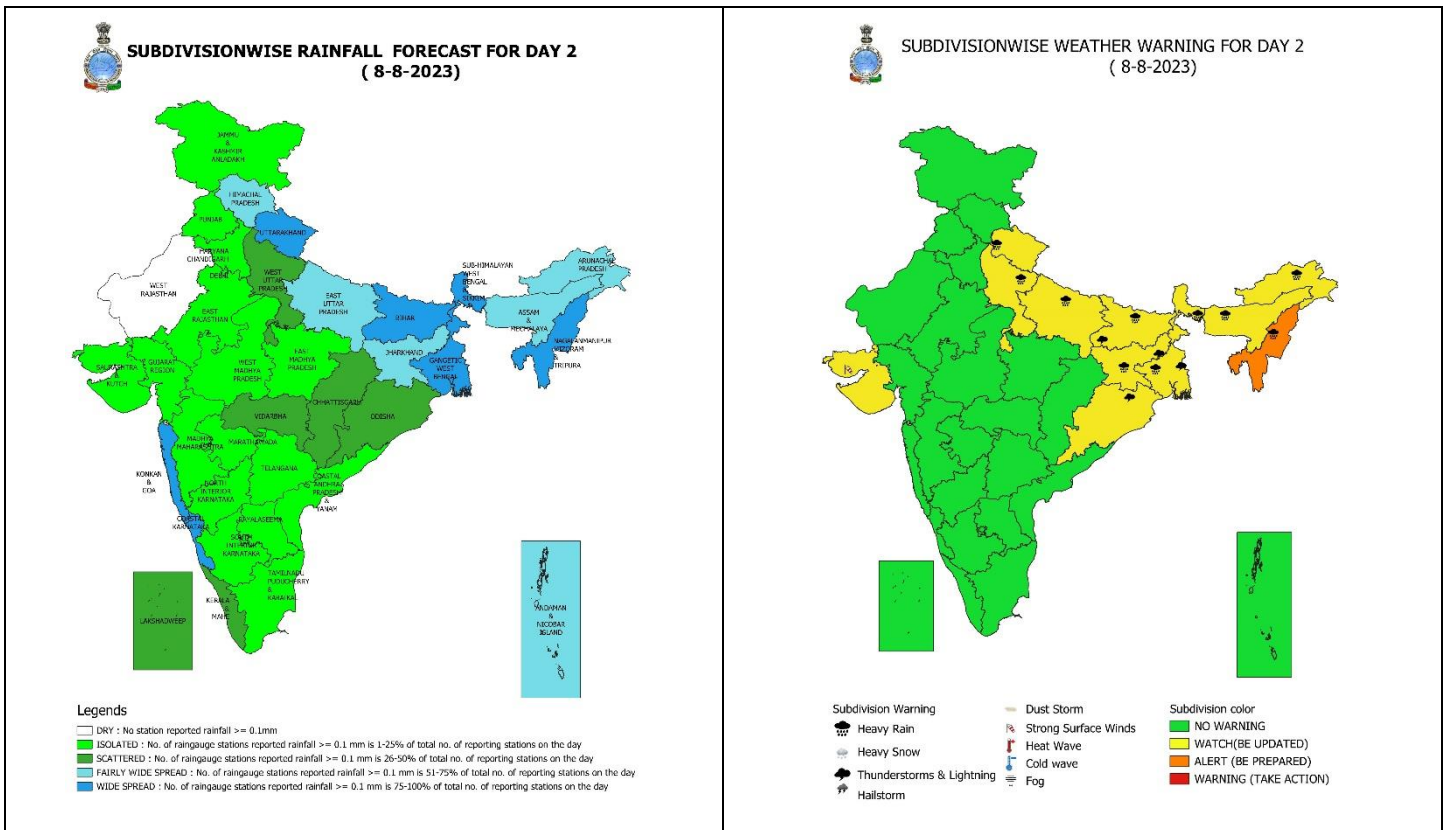 SUBDIVISIONWISE RAINFALL FORECAST FOR DAY 2
( 8-8-2023)
JAMMU
&
KASHMIR
ANLADAKH
HIMACHAL
PRADESH
PUNJAB
UTTARAKHAND
HARYANA
CHANDIGARH
&
DELHI
WEST
UTTAR
PRADESH
WEST
RAJASTHAN
EAST
RAJASTHAN
EAST
UTTAR
PRADESH
BIHAR
SUB-HIMALAYAN
WEST
BENGAL
&
SIKKIM
ARUNACHAL
PRADESH
ASSAM
&
MEGHALAYA
NAGALANMANIPUR
MIZORAM
&
TRIPURA
JHARKHAND
GANGETIC
WEST
BENGAL
SAURASHTRA
&
KUTCH
GUJARAT
REGION
WEST
MADHYA
PRADESH
EAST
MADHYA
PRADESH
CHHATTISGARH
ODISHA
VIDARBHA
MADHYA
MAHARASHTRA
MARATHAWADA
KONKAN
&
GOA
TELANGANA
NORTH
INTERIOR
KARNATAKA
COASTAL
ANDHRA
PRADESH
&
YANAM
COASTAL
KARNATAKA
RAYALASEEMA
SOUTH
INTERIOR
KARNATAKA
TAMILNADU
PUDUCHERRY
&
KARAIKAL
KERALA
&
MAHE
LAKSHADWEEP
ANDAMAN
&
NICOBAR
ISLAND
Legends
DRY : No station reported rainfall >= 0.1mm
ISOLATED : No. of raingauge stations reported rainfall >= 0.1 mm is 1-25% of total no. of reporting stations on the day
SCATTERED : No. of raingauge stations reported rainfall >= 0.1 mm is 26-50% of total no. of reporting stations on the day
FAIRLY WIDE SPREAD : No. of raingauge stations reported rainfall >= 0.1 mm is 51-75% of total no. of reporting stations on the day
WIDE SPREAD : No. of raingauge stations reported rainfall >= 0.1 mm is 75-100% of total no. of reporting stations on the day
SUBDIVISIONWISE WEATHER WARNING FOR DAY 2
( 8-8-2023)
Subdivision Warning
Heavy Rain
Heavy Snow
Thunderstorms & Lightning
Hailstorm
Dust Storm
Strong Surface Winds
Heat Wave
Cold wave
Fog
Subdivision color
NO WARNING
WATCH(BE UPDATED)
ALERT (BE PREPARED)
WARNING (TAKE ACTION)